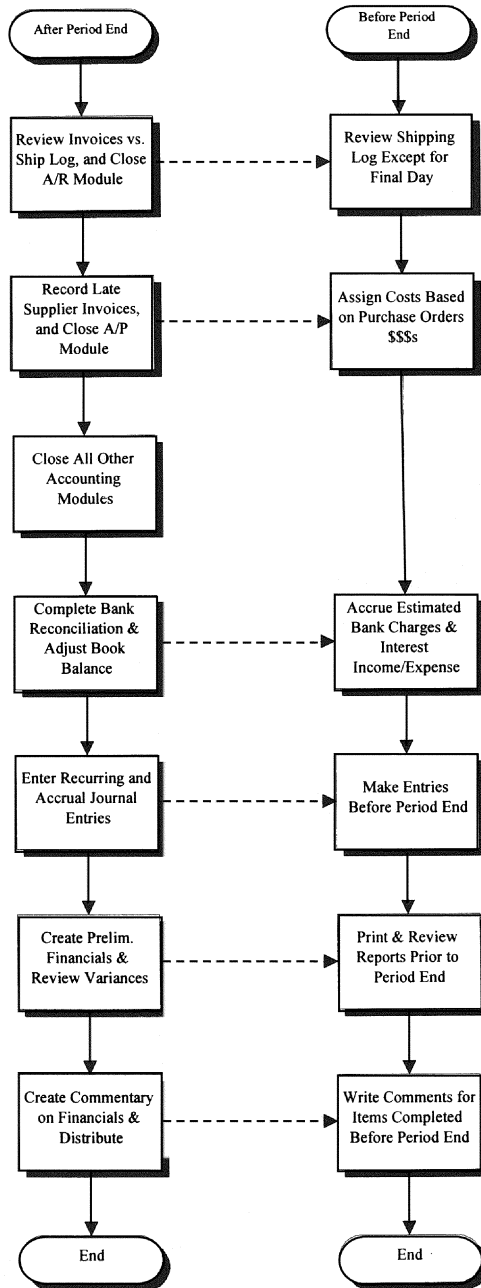 After Period End
Before Period
End
Review Invoices vs.
Ship Log, and Close
A/R Module
Review Shipping
Log Except for
Final Day
Record Late
Supplier Invoices,
and Close A/P
Module
Assign Costs Based
on Purchase Orders
$$$s
Close All Other
Accounting
Modules
Complete Bank
Reconciliation &
Adjust Book
Balance
Accrue Estimated
Bank Charges &
Interest
Income/Expense
Enter Recurring and
Accrual Journal
Entries
Make Entries
Before Period End
Create Prelim.
Financials &
Review Variances
Print & Review
Reports Prior to
Period End
Create Commentary
on Financials &
Distribute
Write Comments for
Items Completed
Before Period End
End
End